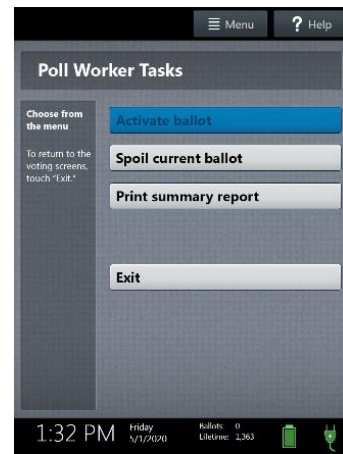 Menu
? Help
Poll Worker Tasks
Choose from
the menu
To return to the
voting screens,
touch "Exit."
Activate ballot
Spoil current ballot
Print summary report
Exit
1:32 PM
Friday
5/1/2020
Ballots: 0
Lifetime: 1,363